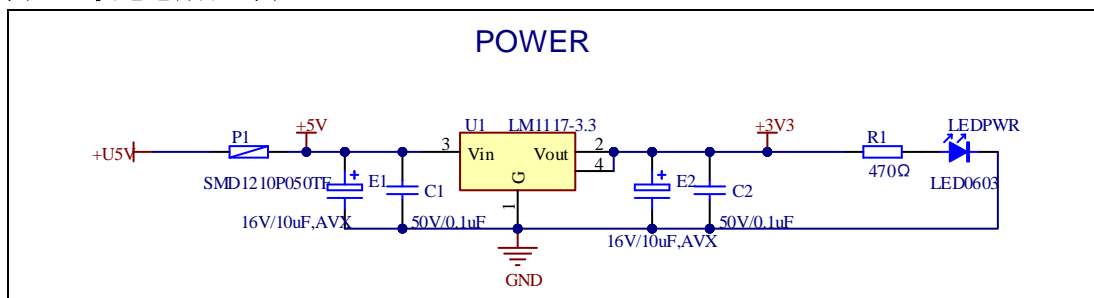 POWER
+U5V
P1
SMD1210P050TF
+5V
E1
16V/10uF,AVX
C1
50V/0.1uF
U1
LM1117-3.3
3
Vin
Vout
2
4
G
1
GND
E2
16V/10uF,AVX
C2
50V/0.1uF
+3V3
R1
470Ω
LEDPWR
LED0603